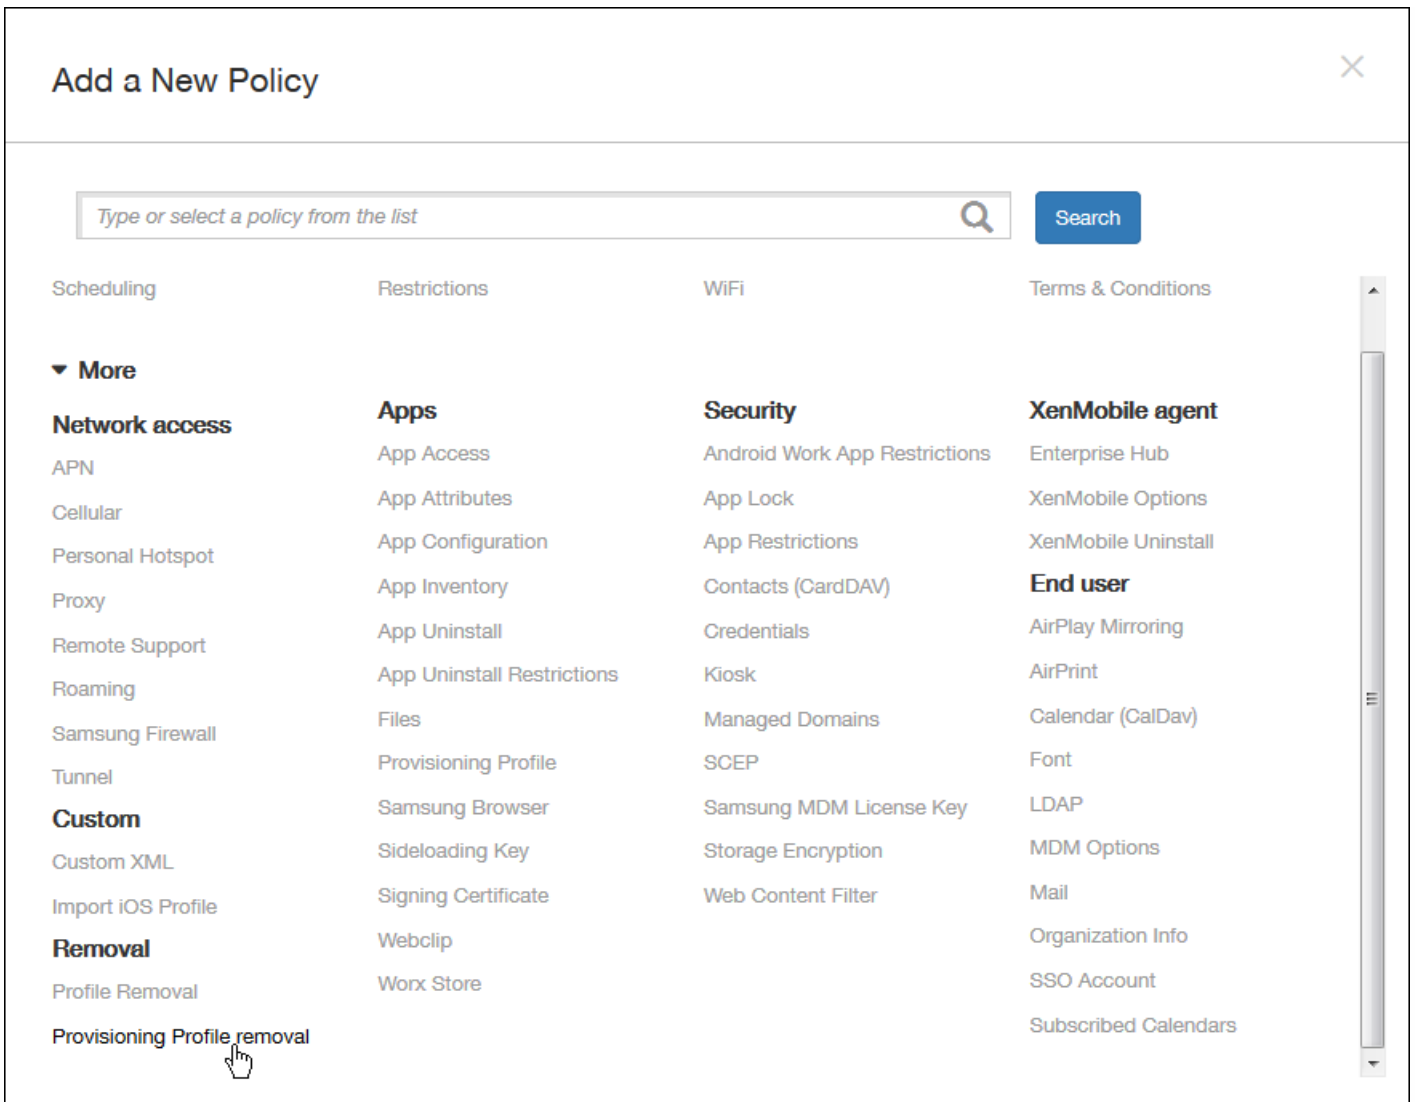 Add a New Policy
Type or select a policy from the list
Search
Scheduling
Restrictions
WiFi
Terms & Conditions
More
Network access
APN
Cellular
Personal Hotspot
Proxy
Remote Support
Roaming
Samsung Firewall
Tunnel
Custom
Custom XML
Import iOS Profile
Removal
Profile Removal
Provisioning Profile removal
Apps
App Access
App Attributes
App Configuration
App Inventory
App Uninstall
App Uninstall Restrictions
Files
Provisioning Profile
Samsung Browser
Sideloading Key
Signing Certificate
Webclip
Worx Store
Security
Android Work App Restrictions
App Lock
App Restrictions
Contacts (CardDAV)
Credentials
Kiosk
Managed Domains
SCEP
Samsung MDM License Key
Storage Encryption
Web Content Filter
XenMobile agent
Enterprise Hub
XenMobile Options
XenMobile Uninstall
End user
AirPlay Mirroring
AirPrint
Calendar (CalDav)
Font
LDAP
MDM Options
Mail
Organization Info
SSO Account
Subscribed Calendars